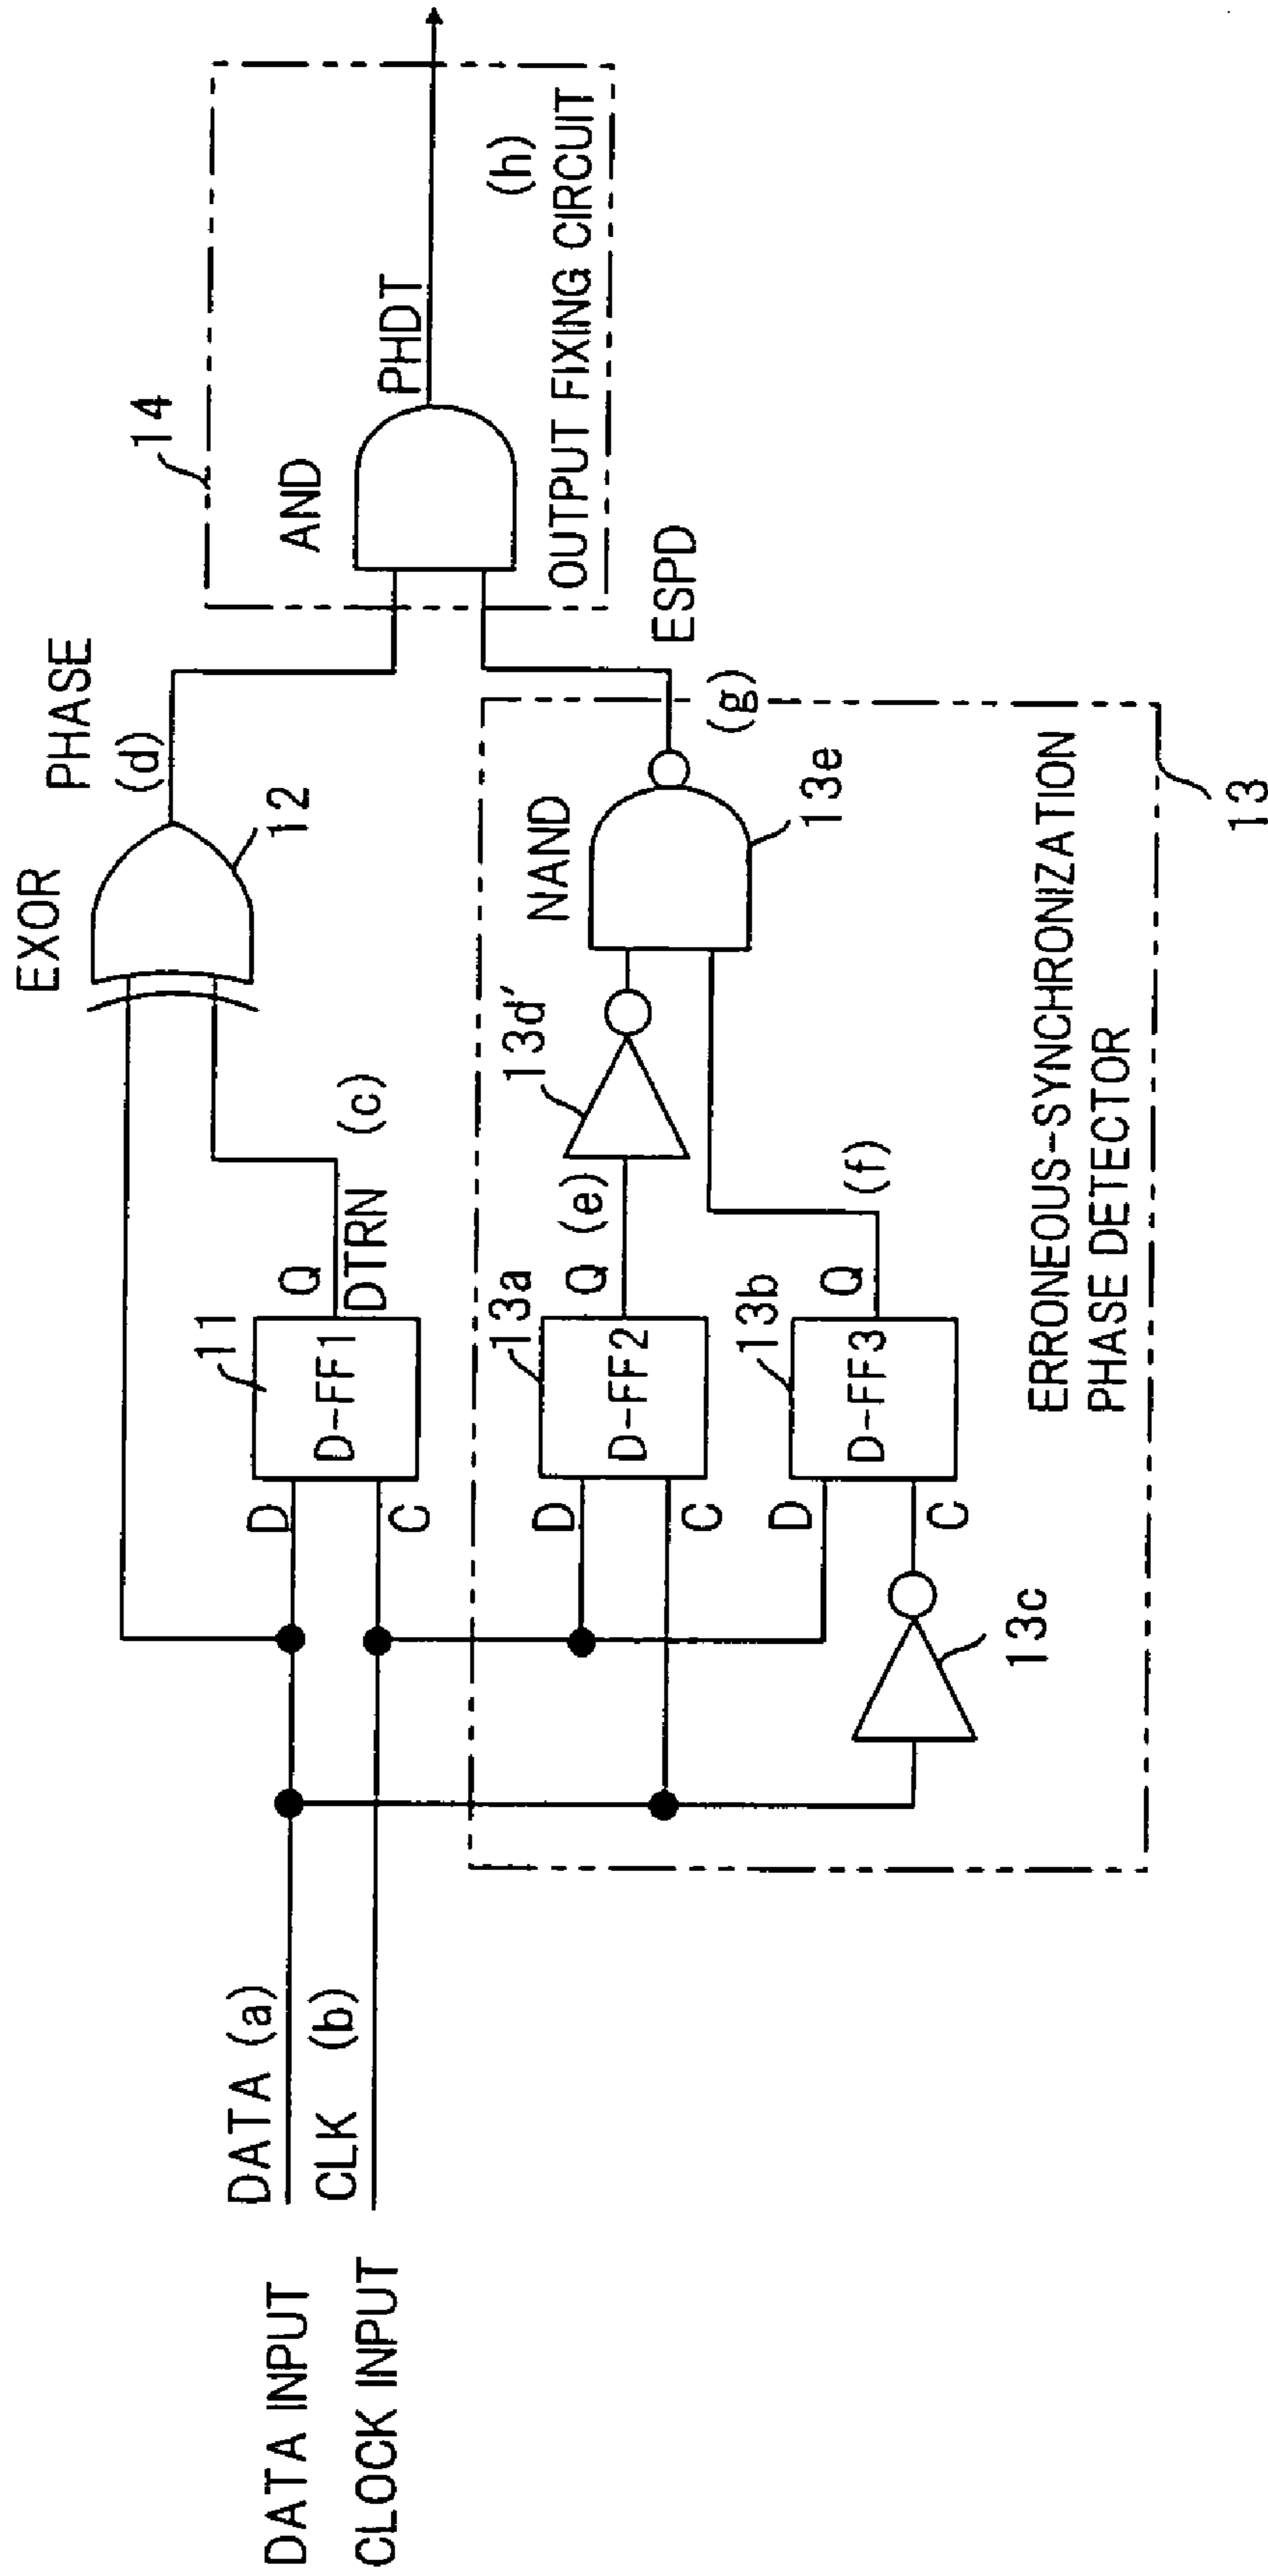 14
AND
PHDT
(h)
OUTPUT FIXING CIRCUIT
EXOR
PHASE
(d)
12
DATA INPUT
DATA (a)
CLOCK INPUT
CLK (b)
D
C
11
D-FF1
Q
DTRN (c)
ESPD
(g)
NAND
13e
13d'
13a
D
C
D-FF2
Q (e)
13b
D
C
D-FF3
Q (f)
13c
ERRONEOUS-SYNCHRONIZATION
PHASE DETECTOR
13